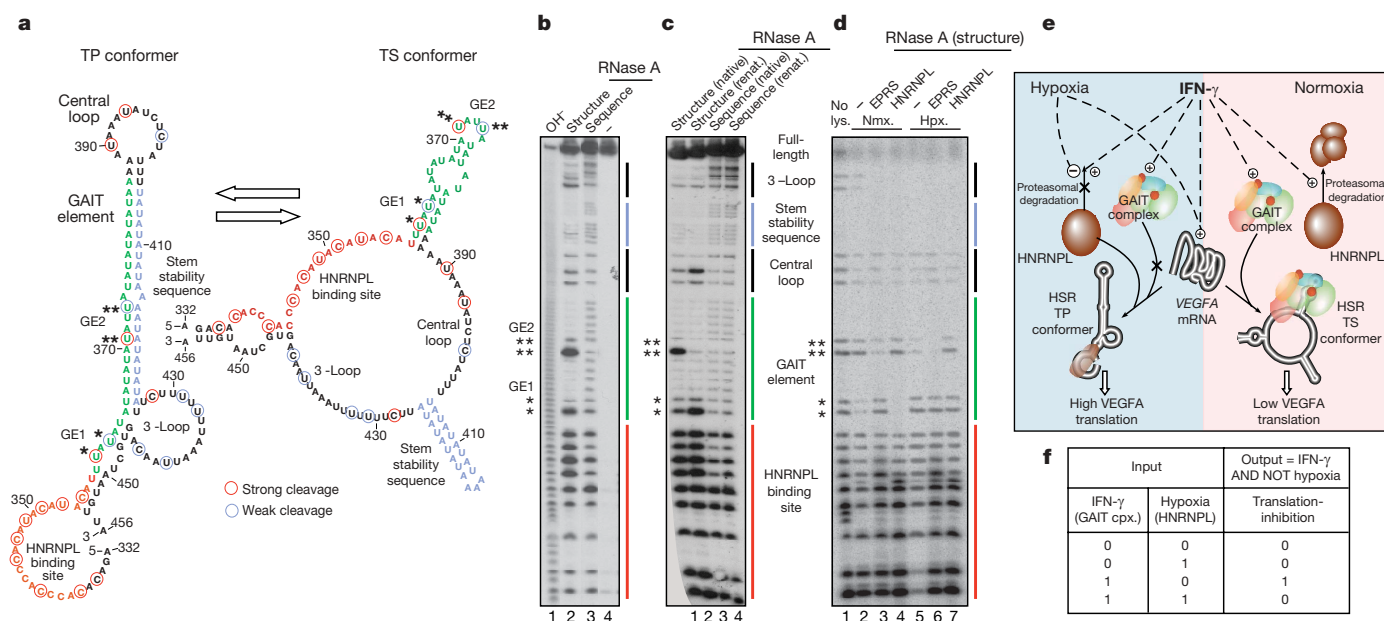 a
TP conformer
TS conformer
Central
loop
390
GAIT
element
410
Stem
stability
sequence
GE2
**
**
370
430
3 –Loop
GE1
*
*
450
350
456
3
5
332
HNRNPL
binding
site
**
GE2
**
370
GE1
*
*
350
HNRNPL
binding site
390
Central
loop
332
5
3
456
450
3 –Loop
430
410
Stem
stability
sequence
Strong cleavage
Weak cleavage
b
RNase A
OH–
Structure
Sequence
–
GE2
**
**
GE1
*
*
1 2 3 4
c
RNase A
Structure (native)
Structure (renat.)
Sequence (native)
Sequence (renat.)
**
**
*
*
1 2 3 4
Full-
length
3 –Loop
Stem
stability
sequence
Central
loop
GAIT
element
HNRNPL
binding
site
d
RNase A (structure)
No
lys.
–
EPRS
HNRNPL
–
EPRS
HNRNPL
Nmx.
Hpx.
**
**
*
*
1 2 3 4 5 6 7
e
Hypoxia
IFN-γ
Normoxia
–
+
+
+
+
+
Proteasomal
degradation
GAIT
complex
GAIT
complex
Proteasomal
degradation
HNRNPL
HNRNPL
VEGFA
mRNA
HSR
TP
conformer
HSR
TS
conformer
High VEGFA
translation
Low VEGFA
translation
f
Input
Output = IFN-γ
AND NOT hypoxia
IFN-γ
(GAIT cpx.)
Hypoxia
(HNRNPL)
Translation-
inhibition
0 0 0
0 1 0
1 0 1
1 1 0